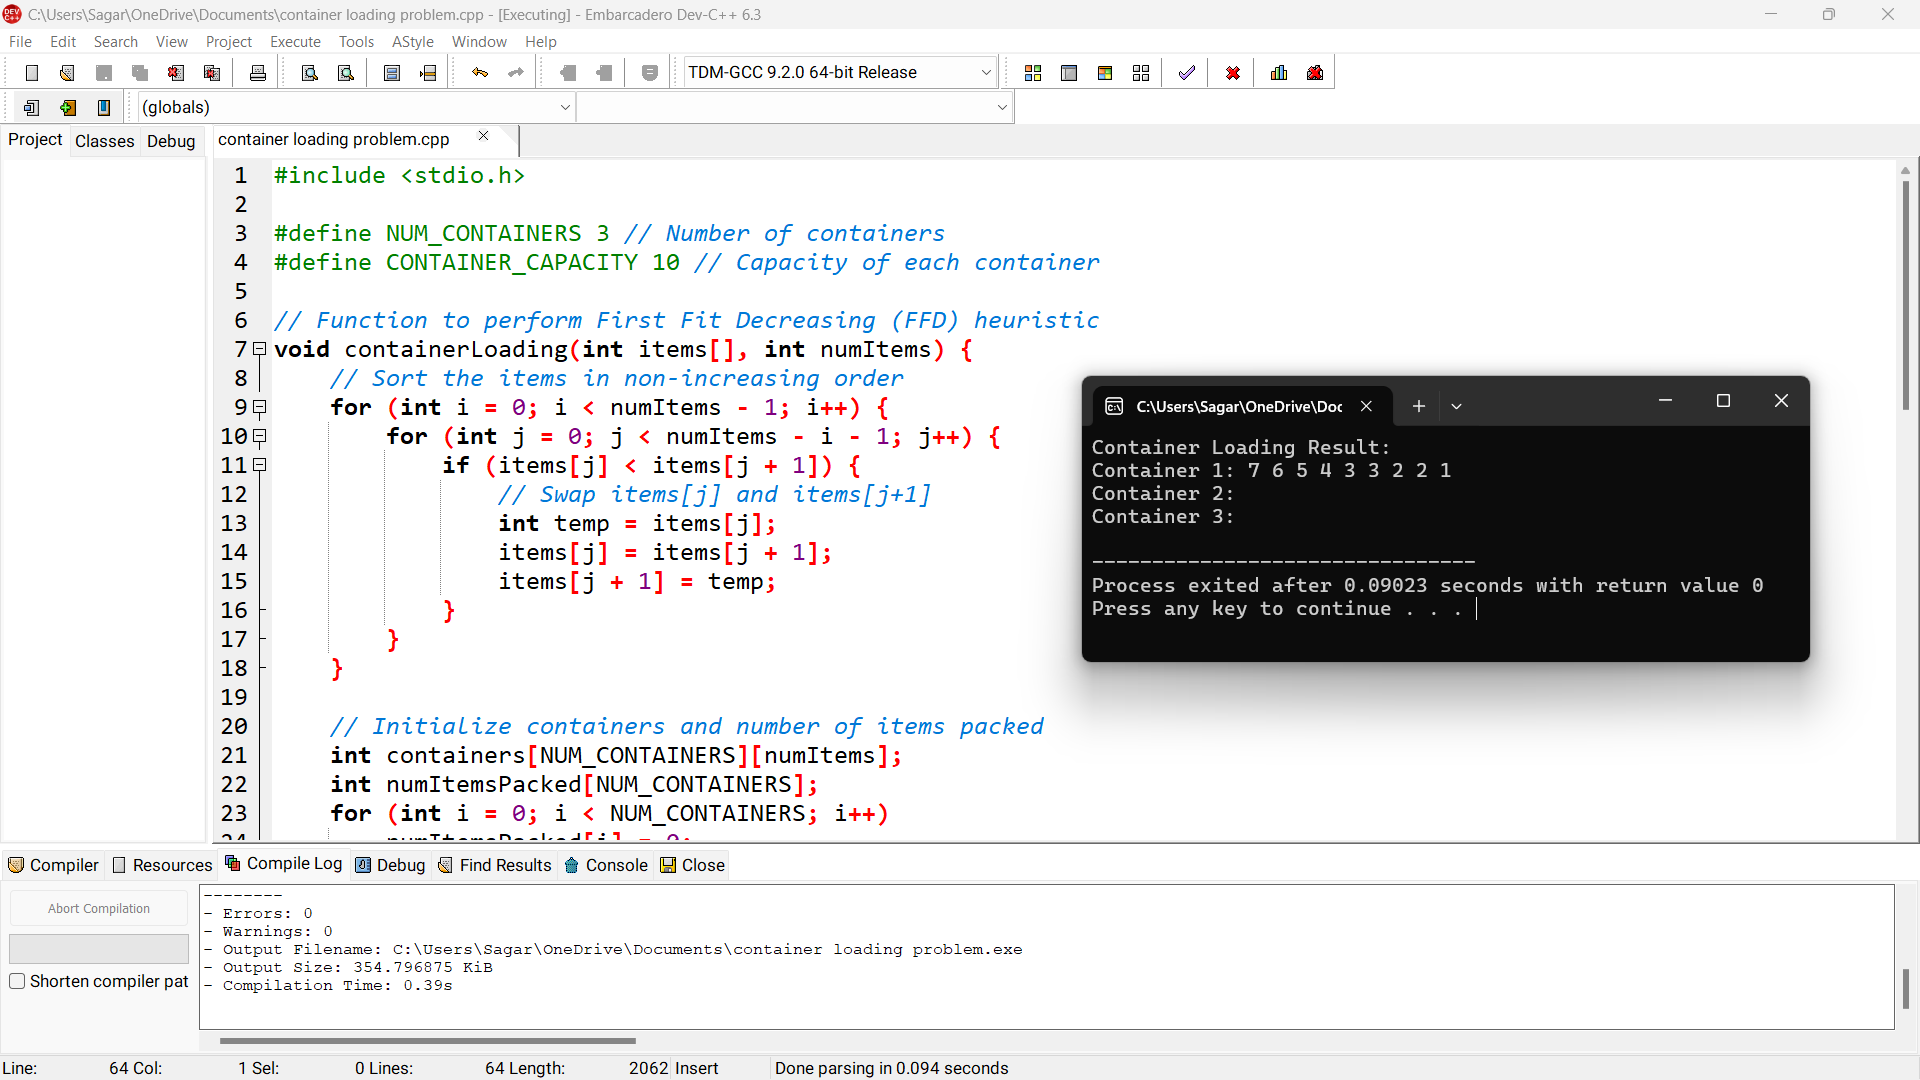 C:\Users\Sagar\OneDrive\Documents\container loading problem.cpp - [Executing] - Embarcadero Dev-C++ 6.3
File Edit Search View Project Execute Tools AStyle Window Help
TDM-GCC 9.2.0 64-bit Release
(globals)
Project Classes Debug
container loading problem.cpp
1 #include <stdio.h>
2
3 #define NUM_CONTAINERS 3 // Number of containers
4 #define CONTAINER_CAPACITY 10 // Capacity of each container
5
6 // Function to perform First Fit Decreasing (FFD) heuristic
7 void containerLoading(int items[], int numItems) {
8 // Sort the items in non-increasing order
9 for (int i = 0; i < numItems - 1; i++) {
10 for (int j = 0; j < numItems - i - 1; j++) {
11 if (items[j] < items[j + 1]) {
12 // Swap items[j] and items[j+1]
13 int temp = items[j];
14 items[j] = items[j + 1];
15 items[j + 1] = temp;
16 }
17 }
18 }
19
20 // Initialize containers and number of items packed
21 int containers[NUM_CONTAINERS][numItems];
22 int numItemsPacked[NUM_CONTAINERS];
23 for (int i = 0; i < NUM_CONTAINERS; i++)
24 numItemsPacked[i] = 0;
C:\Users\Sagar\OneDrive\Doc
Container Loading Result:
Container 1: 7 6 5 4 3 3 2 2 1
Container 2:
Container 3:
--------------------------------
Process exited after 0.09023 seconds with return value 0
Press any key to continue . . .
Compiler Resources Compile Log Debug Find Results Console Close
Abort Compilation
Shorten compiler pat
--------
- Errors: 0
- Warnings: 0
- Output Filename: C:\Users\Sagar\OneDrive\Documents\container loading problem.exe
- Output Size: 354.796875 KiB
- Compilation Time: 0.39s
Line: 64 Col: 1 Sel: 0 Lines: 64 Length: 2062 Insert Done parsing in 0.094 seconds